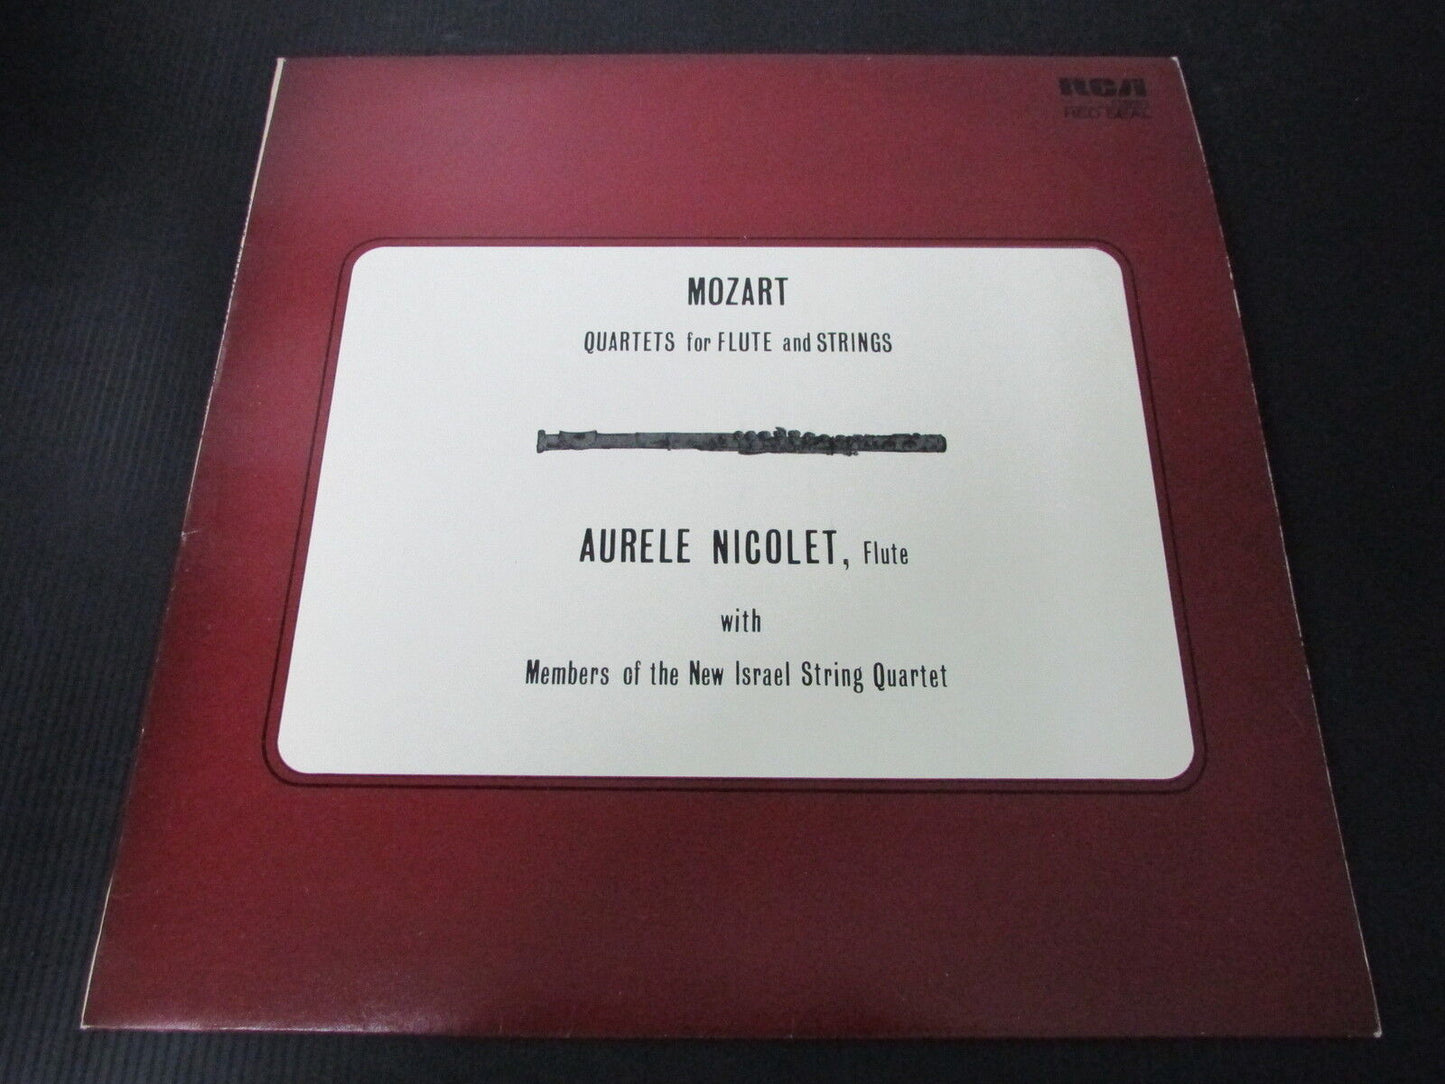 RCA
RED SEAL
MOZART
QUARTETS for FLUTE and STRINGS
AURELE NICOLET, Flute
with
Members of the New Israel String Quartet